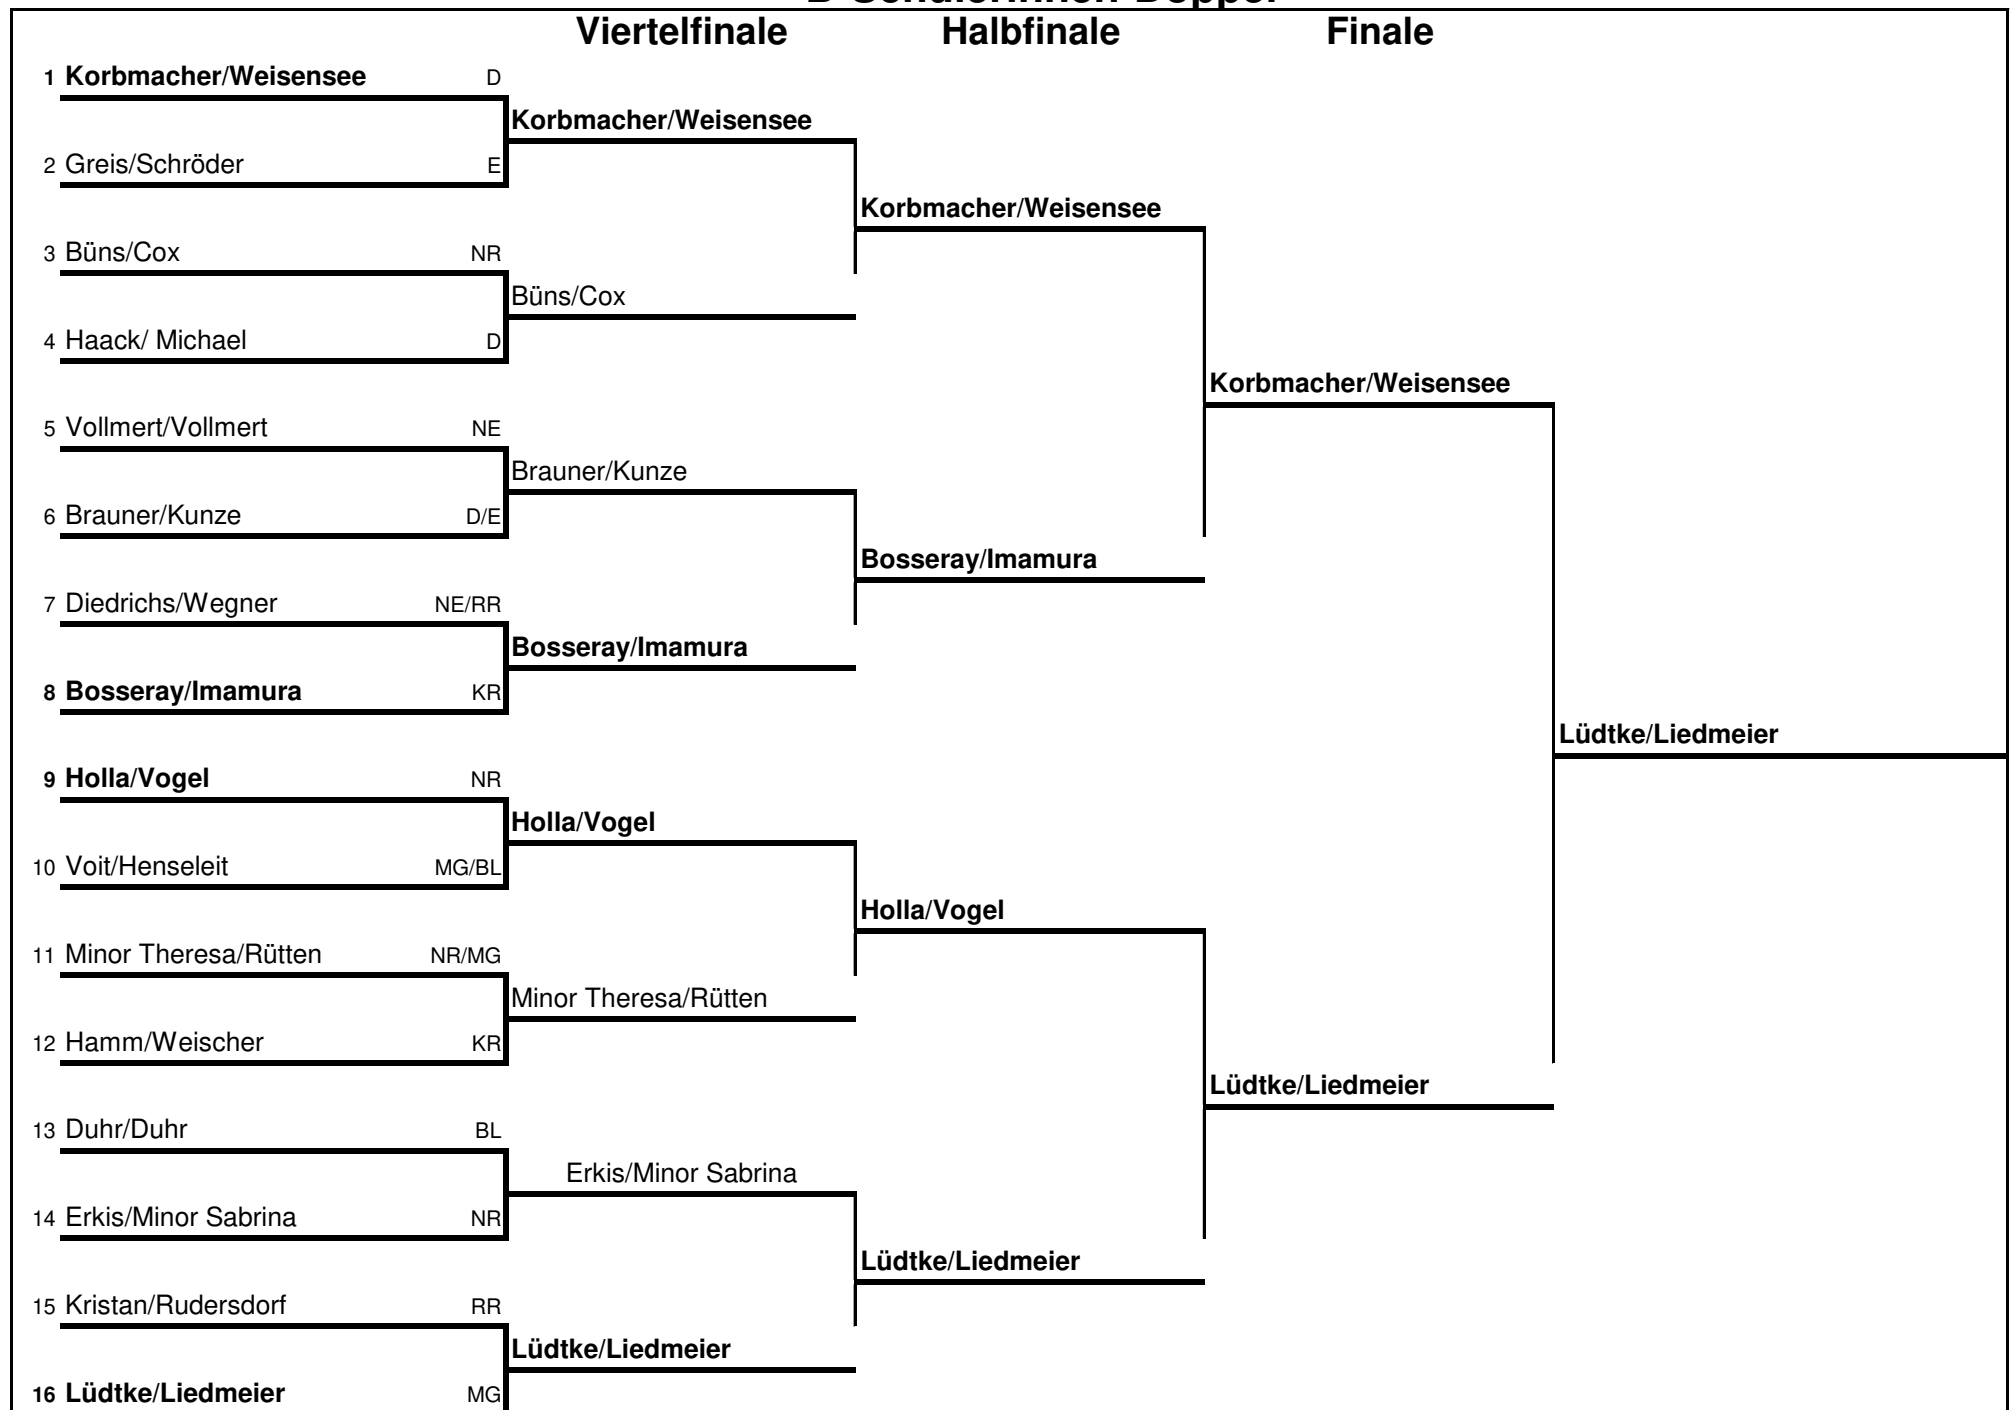 Viertelfinale Halbfinale Finale
1 Korbmacher/Weisensee D
Korbmacher/Weisensee
2 Greis/Schröder E
Korbmacher/Weisensee
3 Büns/Cox NR
Büns/Cox
4 Haack/ Michael D
Korbmacher/Weisensee
5 Vollmert/Vollmert NE
Brauner/Kunze
6 Brauner/Kunze D/E
Bosseray/Imamura
7 Diedrichs/Wegner NE/RR
Bosseray/Imamura
8 Bosseray/Imamura KR
Lüdtke/Liedmeier
9 Holla/Vogel NR
Holla/Vogel
10 Voit/Henseleit MG/BL
Holla/Vogel
11 Minor Theresa/Rütten NR/MG
Minor Theresa/Rütten
12 Hamm/Weischer KR
Lüdtke/Liedmeier
13 Duhr/Duhr BL
Erkis/Minor Sabrina
14 Erkis/Minor Sabrina NR
Lüdtke/Liedmeier
15 Kristan/Rudersdorf RR
Lüdtke/Liedmeier
16 Lüdtke/Liedmeier MG